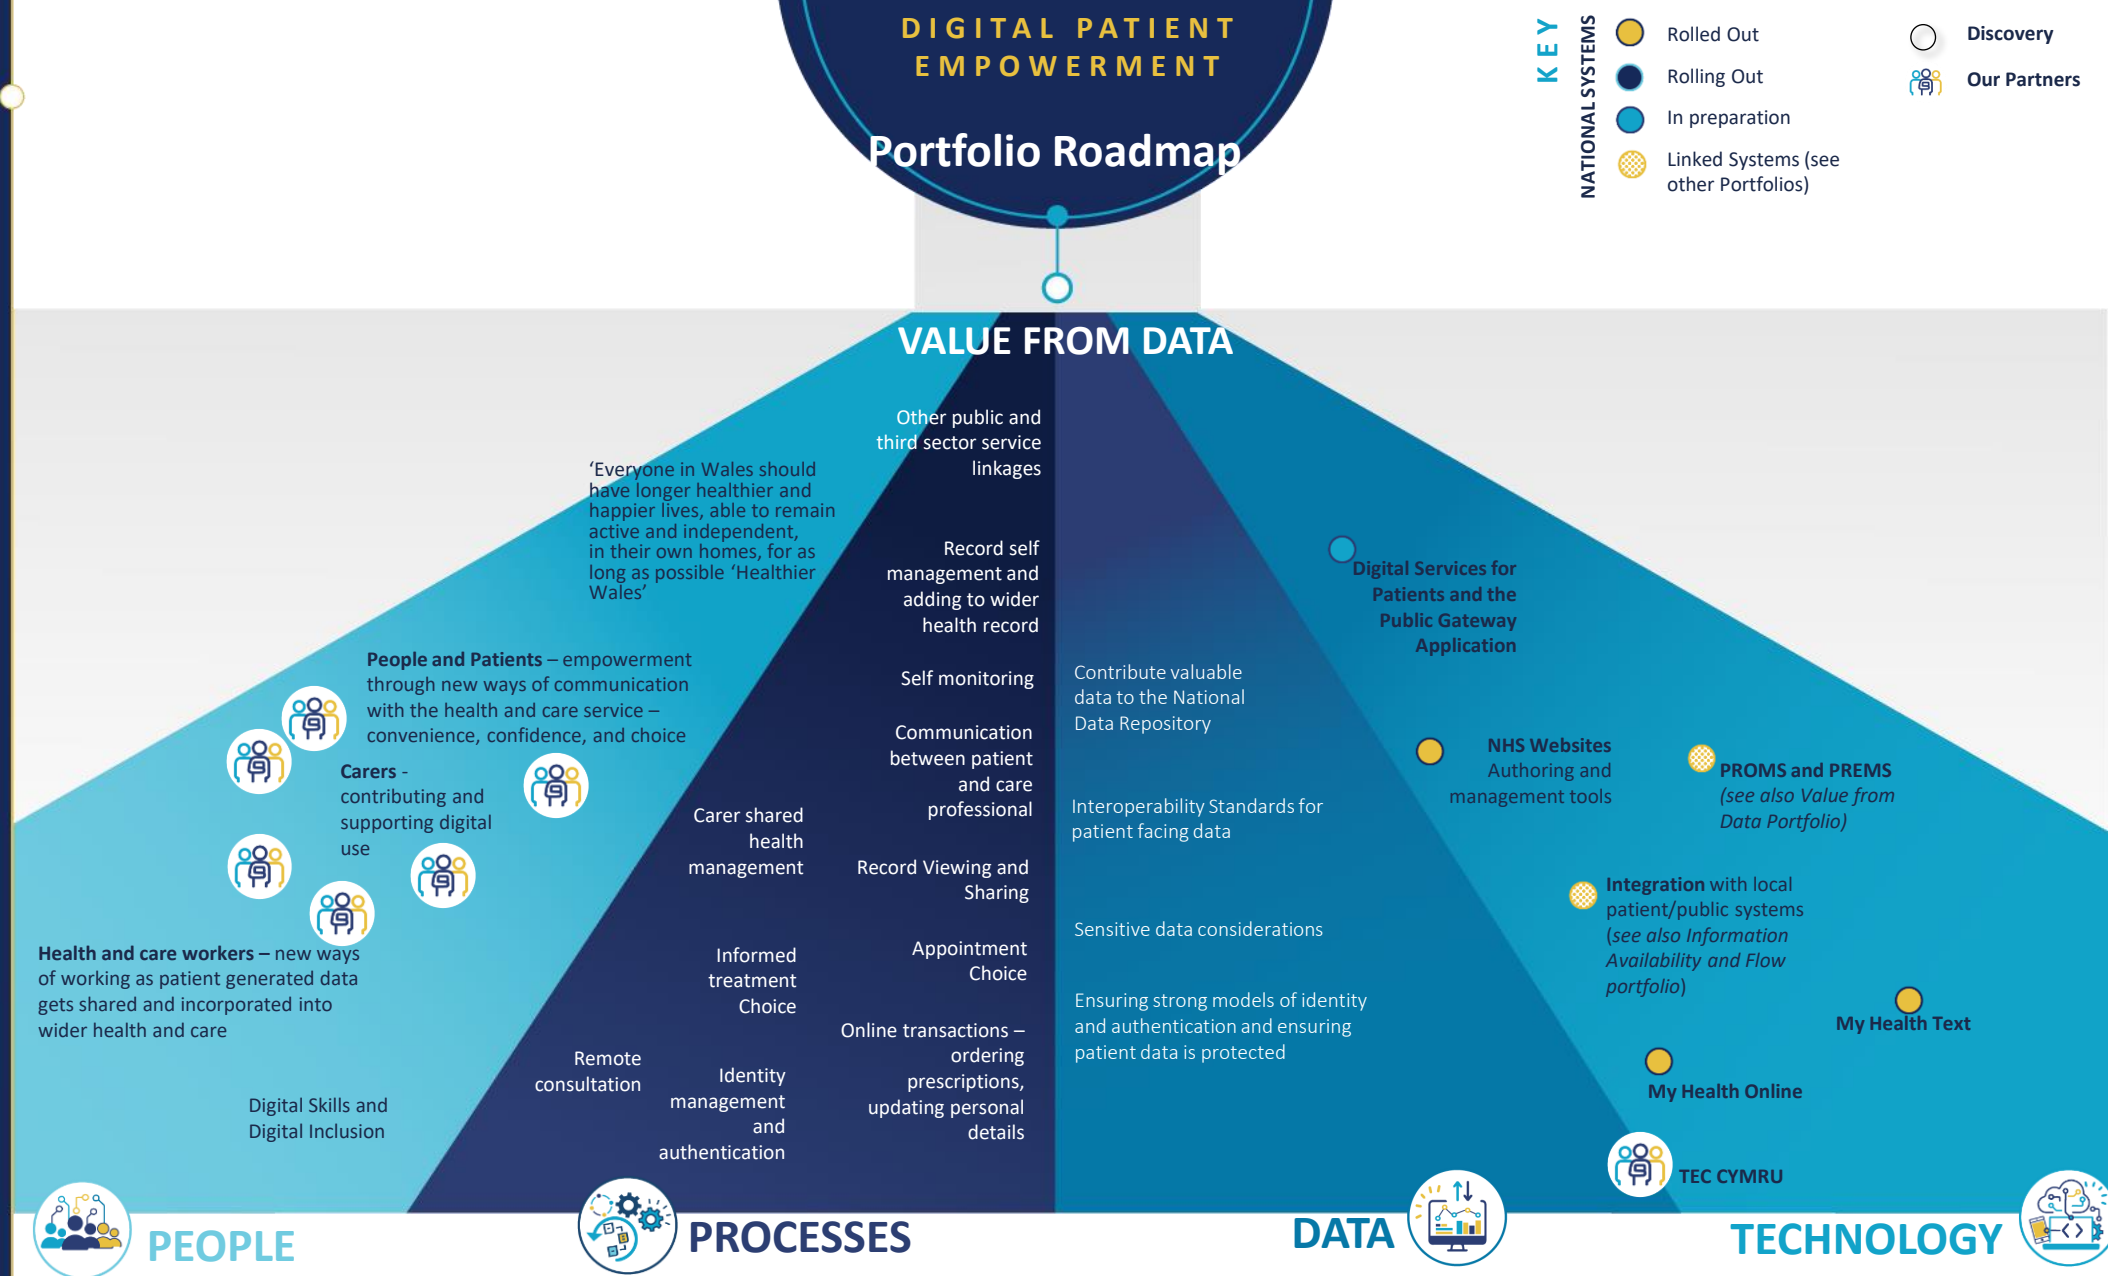 DIGITAL PATIENT
EMPOWERMENT
Portfolio Roadmap
KEY
NATIONAL SYSTEMS
Rolled Out
Rolling Out
In preparation
Linked Systems (see
other Portfolios)
Discovery
Our Partners
VALUE FROM DATA
‘Everyone in Wales should
have longer healthier and
happier lives, able to remain
active and independent,
in their own homes, for as
long as possible ‘Healthier
Wales’
People and Patients – empowerment
through new ways of communication
with the health and care service –
convenience, confidence, and choice
Carers -
contributing and
supporting digital
use
Health and care workers – new ways
of working as patient generated data
gets shared and incorporated into
wider health and care
Digital Skills and
Digital Inclusion
Other public and
third sector service
linkages
Record self
management and
adding to wider
health record
Self monitoring
Communication
between patient
and care
professional
Carer shared
health
management
Record Viewing and
Sharing
Informed
treatment
Choice
Appointment
Choice
Online transactions –
ordering
prescriptions,
updating personal
details
Remote
consultation
Identity
management
and
authentication
Contribute valuable
data to the National
Data Repository
Interoperability Standards for
patient facing data
Sensitive data considerations
Ensuring strong models of identity
and authentication and ensuring
patient data is protected
Digital Services for
Patients and the
Public Gateway
Application
NHS Websites
Authoring and
management tools
PROMS and PREMS
(see also Value from
Data Portfolio)
Integration with local
patient/public systems
(see also Information
Availability and Flow
portfolio)
My Health Text
My Health Online
TEC CYMRU
PEOPLE
PROCESSES
DATA
TECHNOLOGY